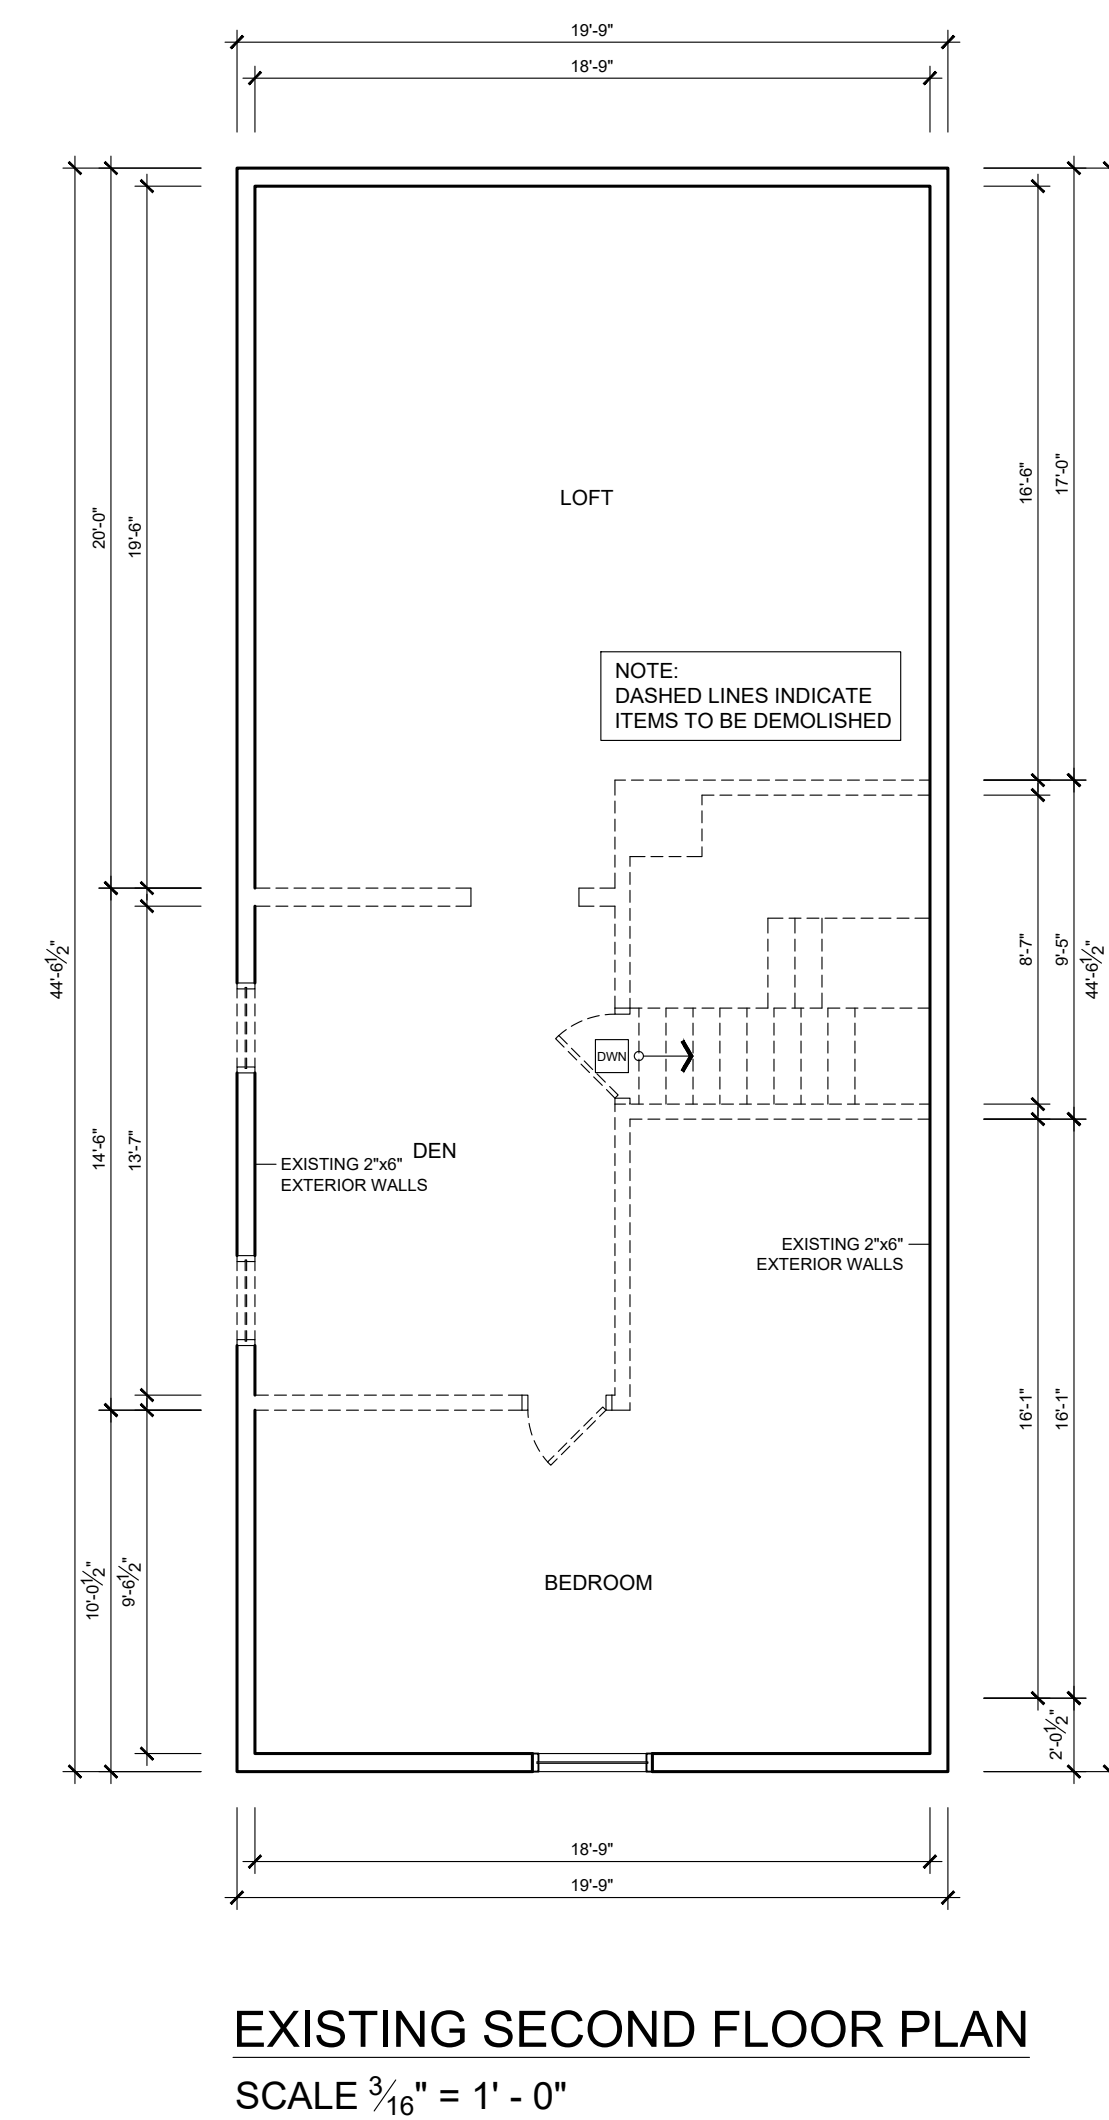 19'-9"
18'-9"
LOFT
20'-0"
19'-6"
16'-6"
17'-0"
NOTE:
DASHED LINES INDICATE
ITEMS TO BE DEMOLISHED
44'-6½"
8'-7"
9'-5"
44'-6½"
DWN
14'-6"
13'-7"
DEN
EXISTING 2"x6"
EXTERIOR WALLS
EXISTING 2"x6"
EXTERIOR WALLS
16'-1"
16'-1"
10'-0½"
9'-6½"
BEDROOM
2'-0½"
18'-9"
19'-9"
EXISTING SECOND FLOOR PLAN
SCALE 3⁄16" = 1' - 0"